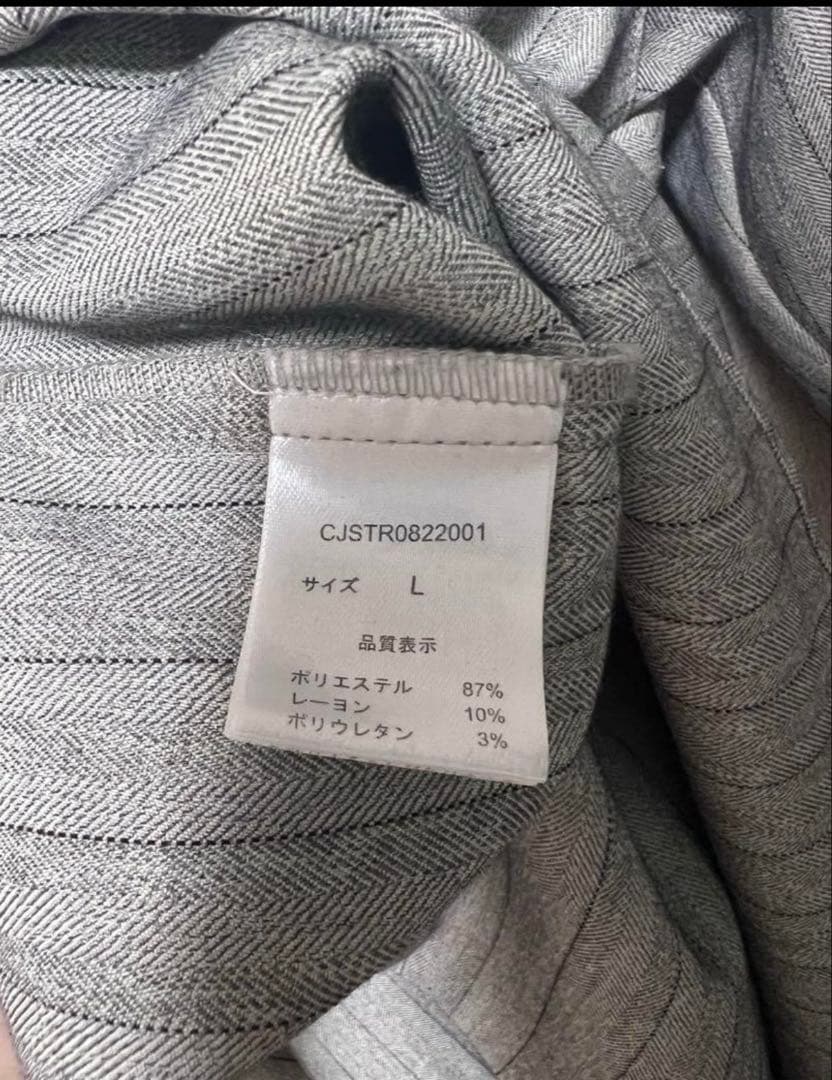 CJSTR0822001
サイズ L
品質表示
ポリエステル 87%
レーヨン 10%
ポリウレタン 3%